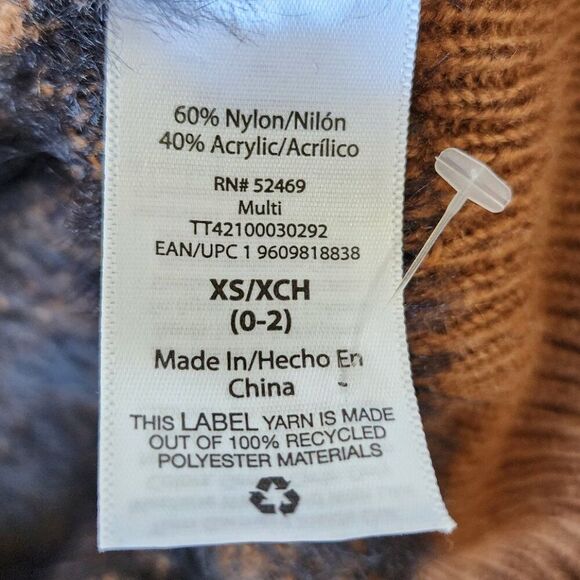 60% Nylon/Nilón
40% Acrylic/Acrílico
RN# 52469
Multi
TT42100030292
EAN/UPC 1 9609818838
XS/XCH
(0-2)
Made In/Hecho En
China
THIS LABEL YARN IS MADE
OUT OF 100% RECYCLED
POLYESTER MATERIALS